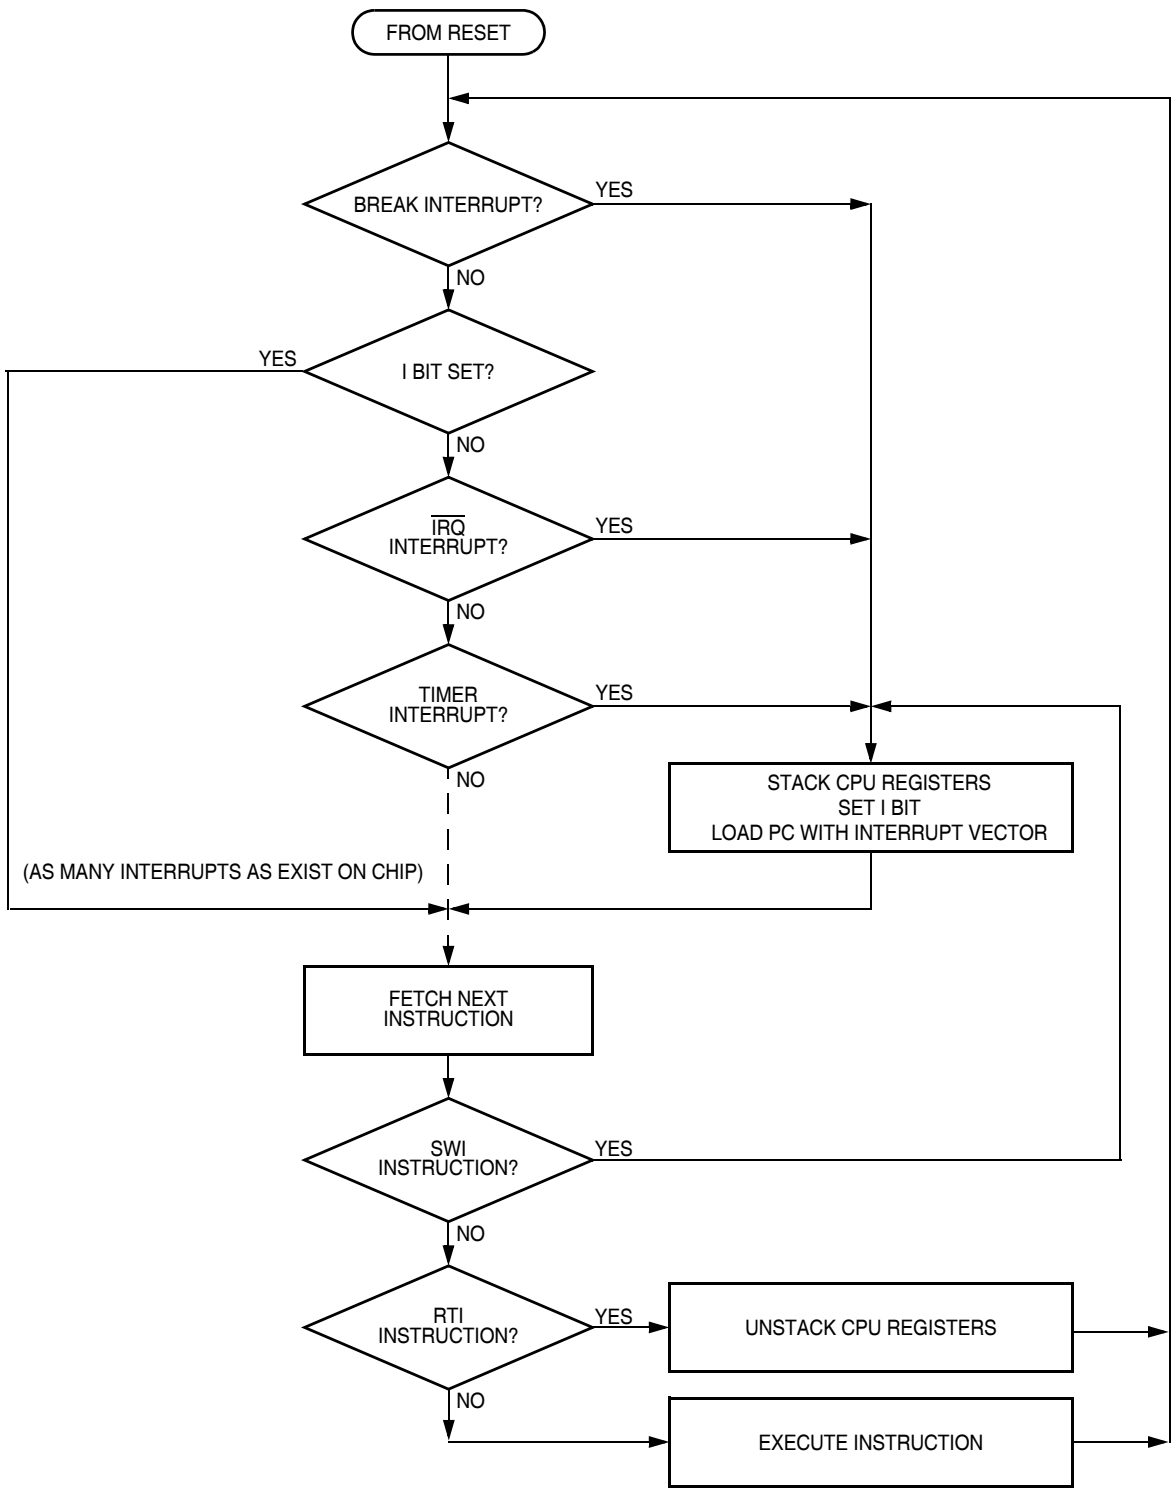 FROM RESET
BREAK INTERRUPT?
YES
NO
I BIT SET?
YES
NO
IRQ
INTERRUPT?
YES
NO
TIMER
INTERRUPT?
YES
NO
STACK CPU REGISTERS
SET I BIT
LOAD PC WITH INTERRUPT VECTOR
(AS MANY INTERRUPTS AS EXIST ON CHIP)
FETCH NEXT
INSTRUCTION
SWI
INSTRUCTION?
YES
NO
RTI
INSTRUCTION?
YES
UNSTACK CPU REGISTERS
NO
EXECUTE INSTRUCTION